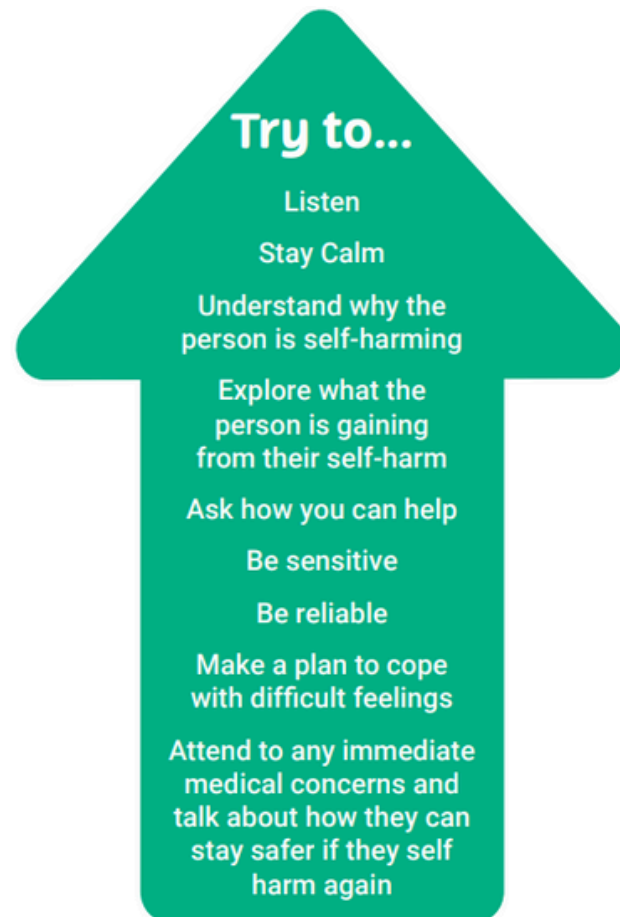 Try to...
Listen
Stay Calm
Understand why the
person is self-harming
Explore what the
person is gaining
from their self-harm
Ask how you can help
Be sensitive
Be reliable
Make a plan to cope
with difficult feelings
Attend to any immediate
medical concerns and
talk about how they can
stay safer if they self
harm again